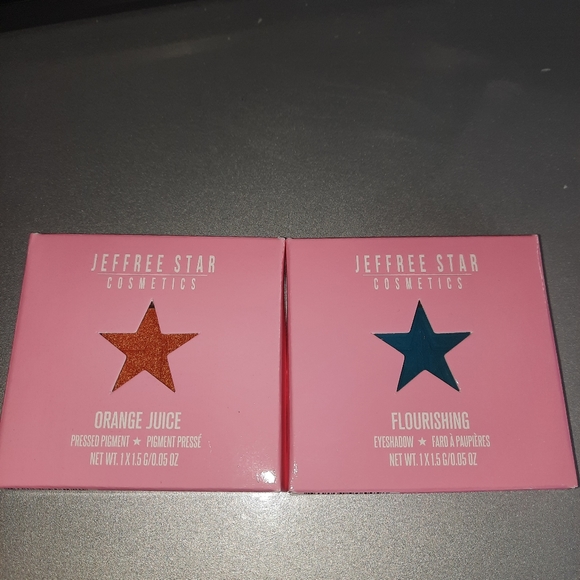 JEFFREE STAR
COSMETICS
ORANGE JUICE
PRESSED PIGMENT ★ PIGMENT PRESSÉ
NET WT. 1 X 1.5 G/0.05 OZ
JEFFREE STAR
COSMETICS
FLOURISHING
EYESHADOW ★ FARD À PAUPIÈRES
NET WT. 1 X 1.5 G/0.05 OZ